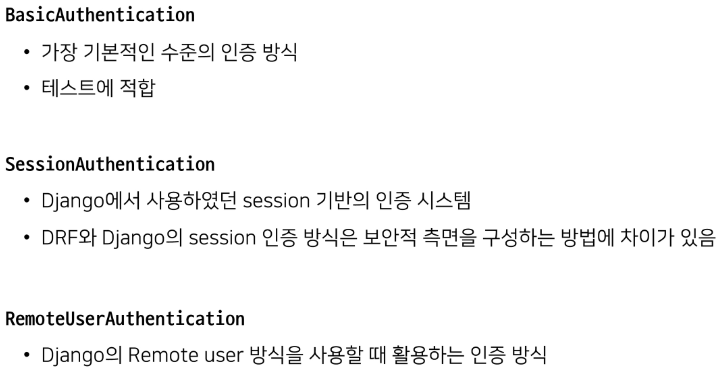 BasicAuthentication
• 가장 기본적인 수준의 인증 방식
• 테스트에 적합
SessionAuthentication
• Django에서 사용하였던 session 기반의 인증 시스템
• DRF와 Django의 session 인증 방식은 보안적 측면을 구성하는 방법에 차이가 있음
RemoteUserAuthentication
• Django의 Remote user 방식을 사용할 때 활용하는 인증 방식